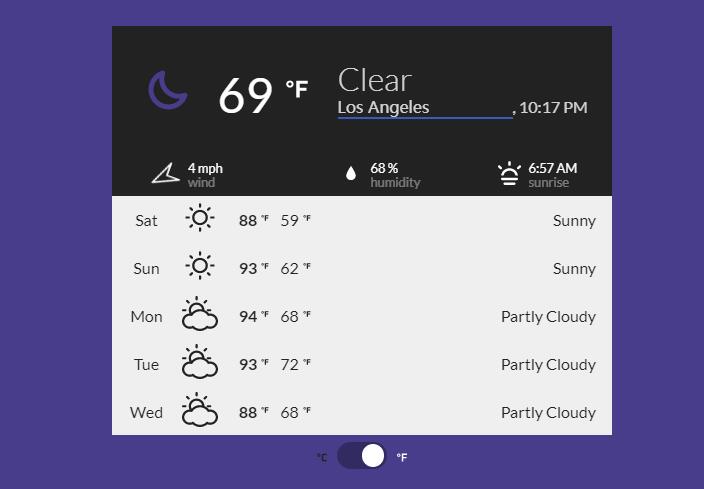 69 °F
Clear
Los Angeles, 10:17 PM
4 mph
wind
68 %
humidity
6:57 AM
sunrise
Sat 88 °F 59 °F Sunny
Sun 93 °F 62 °F Sunny
Mon 94 °F 68 °F Partly Cloudy
Tue 93 °F 72 °F Partly Cloudy
Wed 88 °F 68 °F Partly Cloudy
°C °F